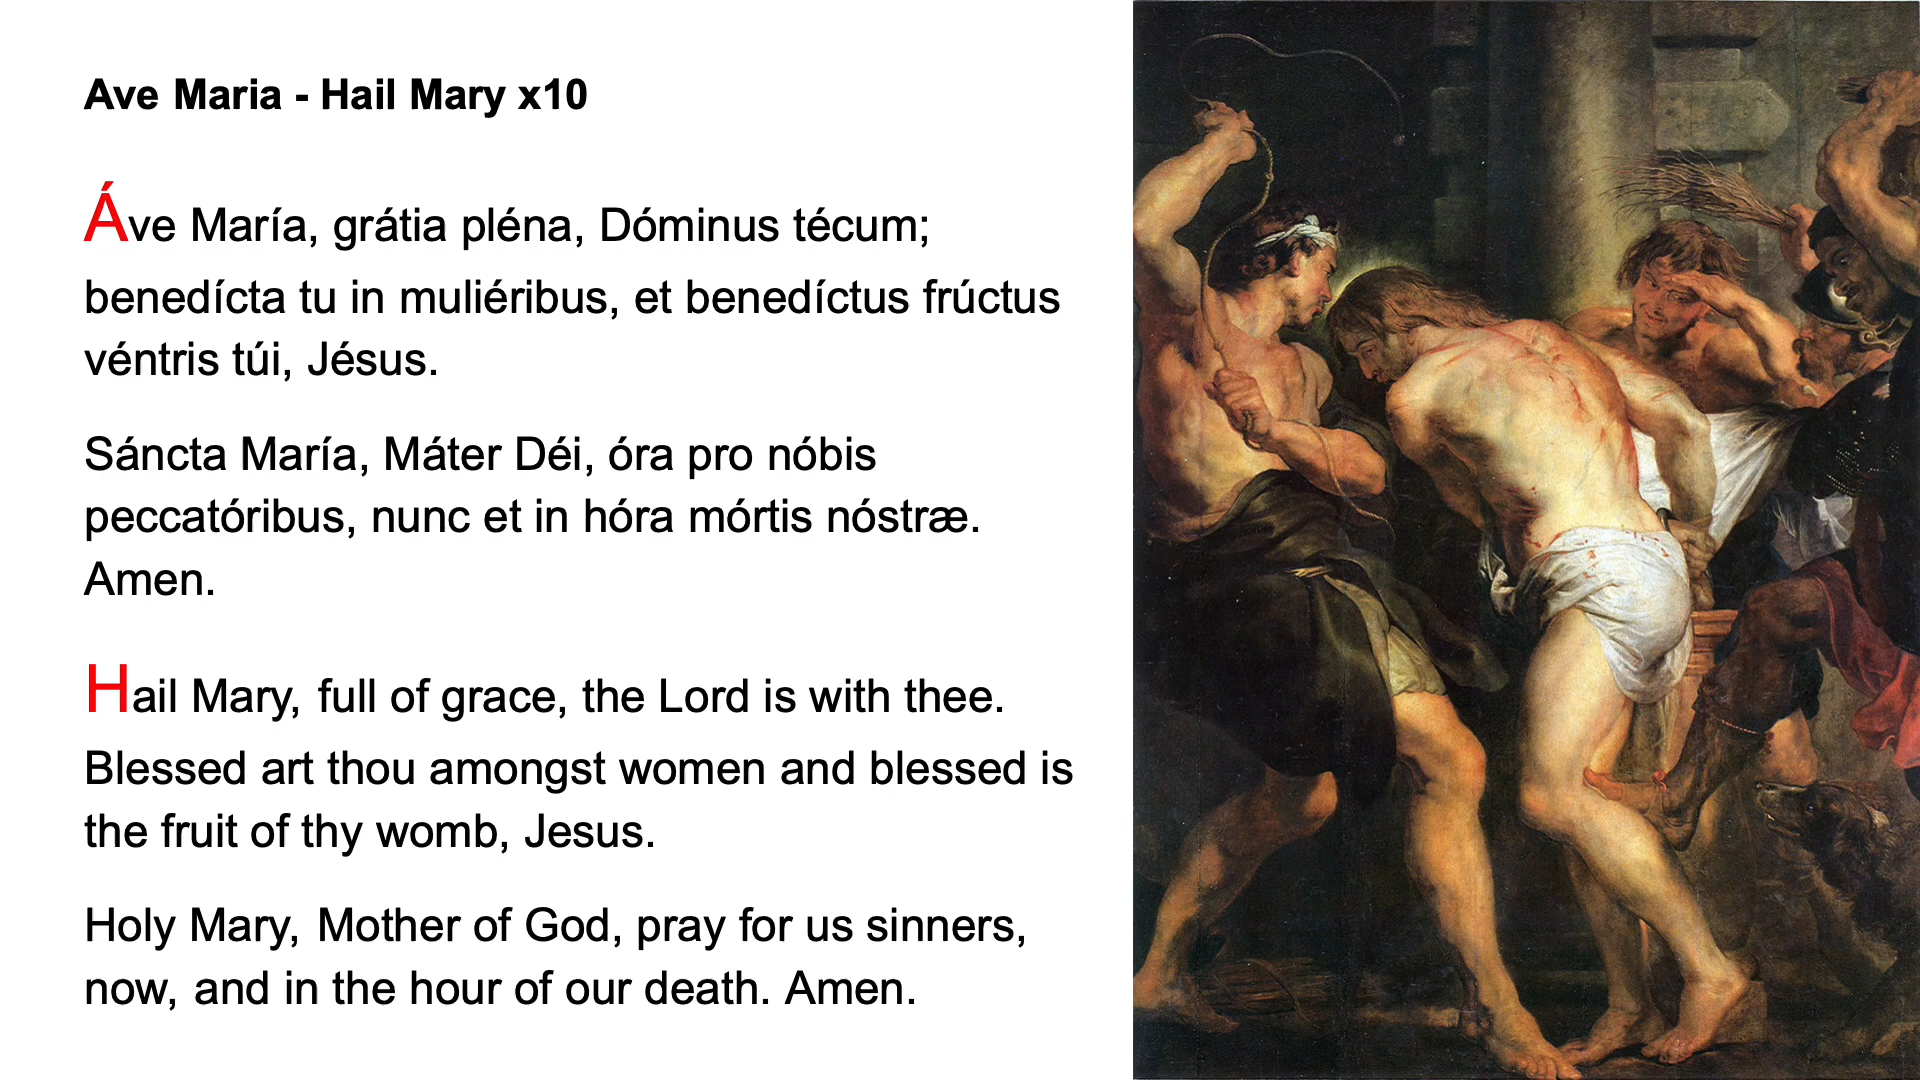 Ave Maria - Hail Mary x10
Áve María, grátia pléna, Dóminus técum;
benedícta tu in muliéribus, et benedíctus frúctus
véntris túi, Jésus.
Sáncta María, Máter Déi, óra pro nóbis
peccatóribus, nunc et in hóra mórtis nóstræ.
Amen.
Hail Mary, full of grace, the Lord is with thee.
Blessed art thou amongst women and blessed is
the fruit of thy womb, Jesus.
Holy Mary, Mother of God, pray for us sinners,
now, and in the hour of our death. Amen.